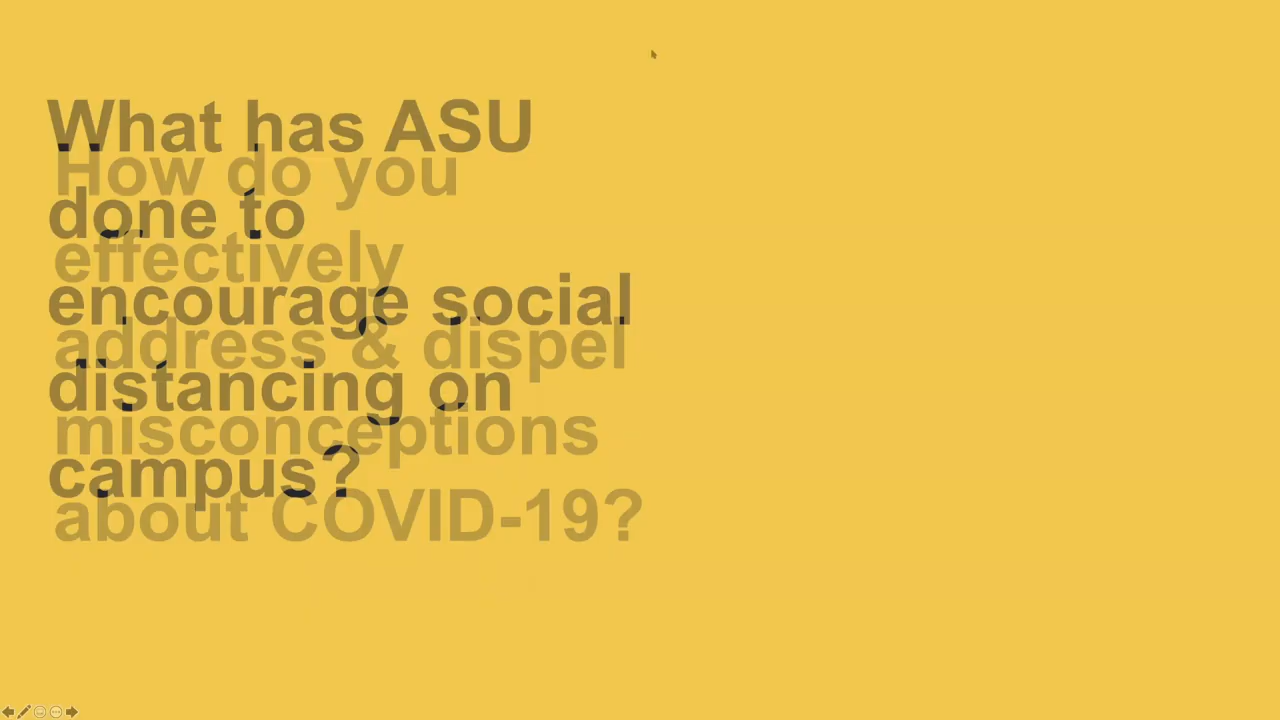 What has ASU
done to
encourage social
distancing on
campus?
How do you
effectively
address & dispel
misconceptions
about COVID-19?